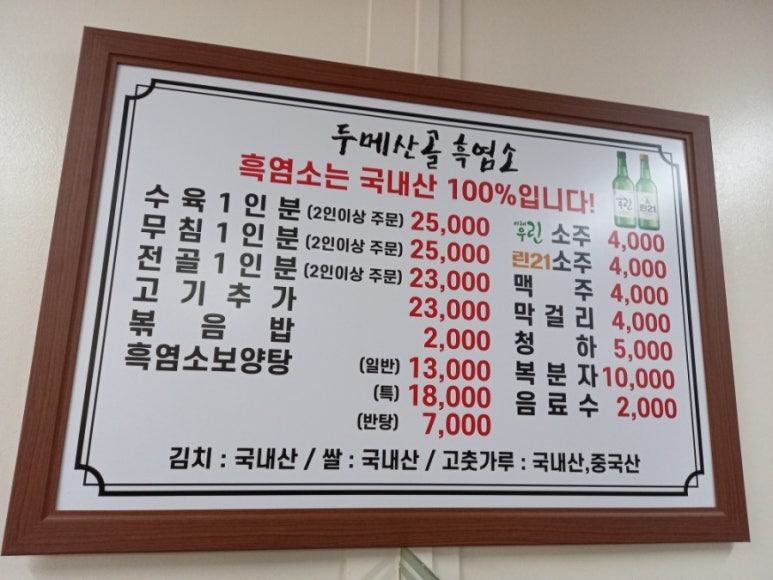 두메산골 흑염소
흑염소는 국내산 100%입니다!
수육1인분 (2인이상 주문) 25,000
무침1인분 (2인이상 주문) 25,000
전골1인분 (2인이상 주문) 23,000
고기추가 23,000
볶음밥 2,000
흑염소보양탕 (일반) 13,000
(특) 18,000
(반탕) 7,000
우린 소주 4,000
린21소주 4,000
맥주 4,000
막걸리 4,000
청하 5,000
복분자 10,000
음료수 2,000
김치 : 국내산 / 쌀 : 국내산 / 고춧가루 : 국내산,중국산